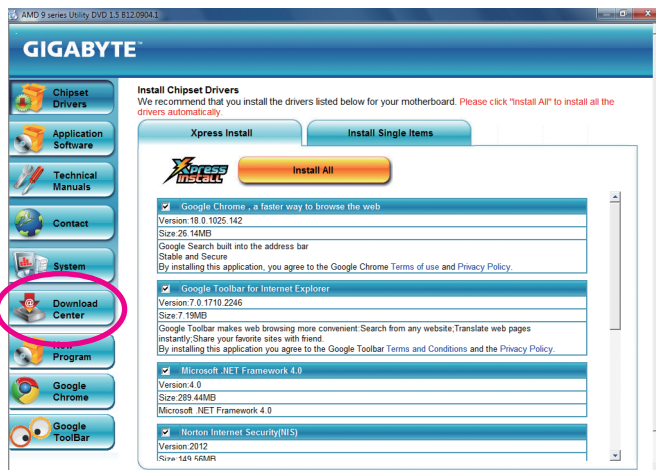 AMD 9 series Utility DVD 1.5 B12.0904.1
GIGABYTE™
Chipset
Drivers
Application
Software
Technical
Manuals
Contact
System
Download
Center
New
Program
Google
Chrome
Google
ToolBar
Install Chipset Drivers
We recommend that you install the drivers listed below for your motherboard. Please click "Install All" to install all the
drivers automatically.
Xpress Install
Install Single Items
Xpress
INSTALL
Install All
Google Chrome , a faster way to browse the web
Version:18.0.1025.142
Size:26.14MB
Google Search built into the address bar
Stable and Secure
By installing this application, you agree to the Google Chrome Terms of use and Privacy Policy.
Google Toolbar for Internet Explorer
Version:7.0.1710.2246
Size:7.19MB
Google Toolbar makes web browsing more convenient:Search from any website;Translate web pages
instantly;Share your favorite sites with friend.
By installing this application you agree to the Google Toolbar Terms and Conditions and the Privacy Policy.
Microsoft .NET Framework 4.0
Version:4.0
Size:289.44MB
Microsoft .NET Framework 4.0
Norton Internet Security(NIS)
Version:2012
Size:149.56MB